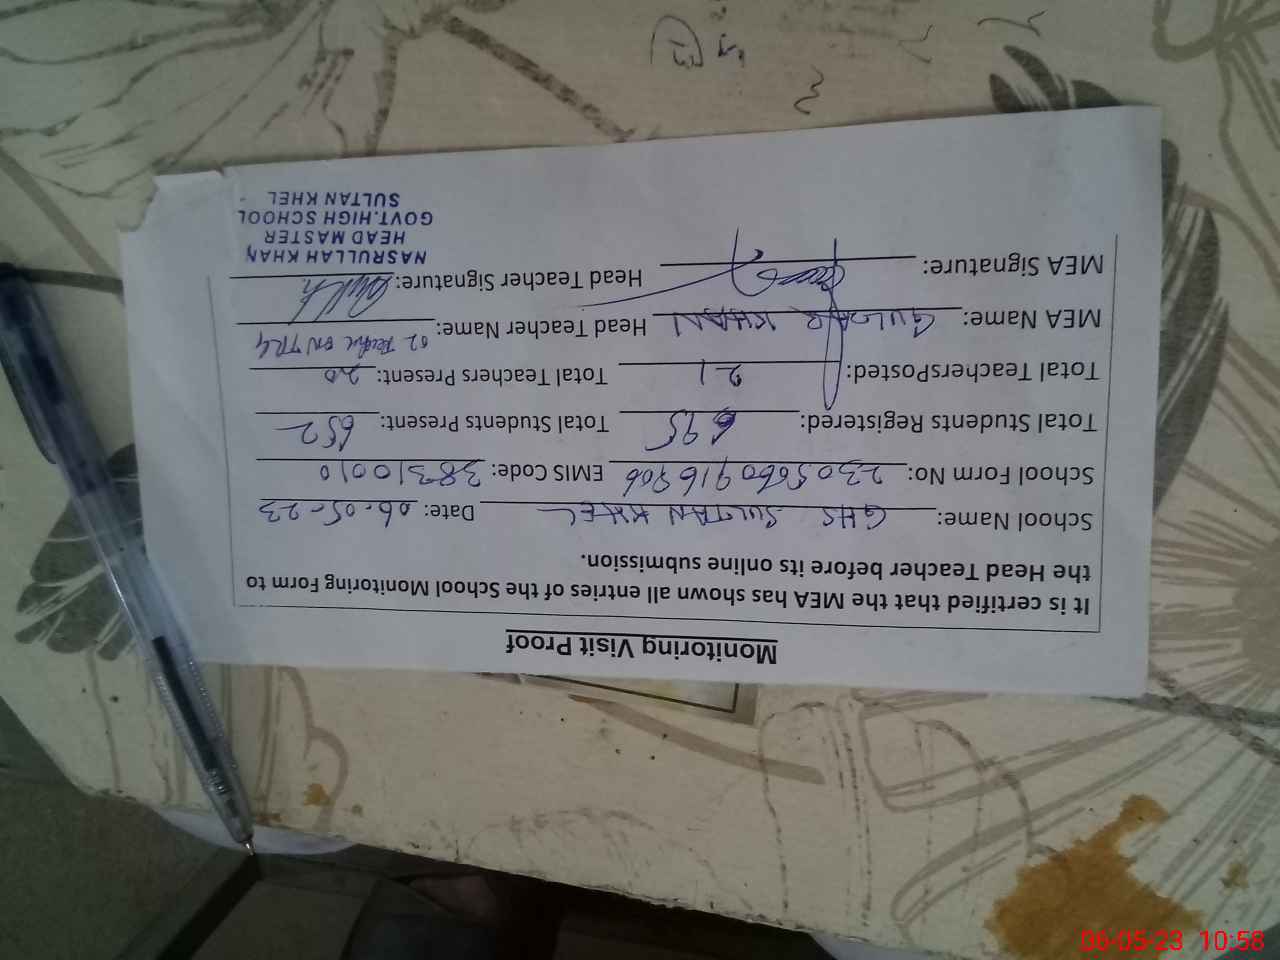 Monitoring Visit Proof
It is certified that the MEA has shown all entries of the School Monitoring Form to
the Head Teacher before its online submission.
School Name: GHS SULTAN KHEL Date: 06-05-23
School Form No: 2305060916906 EMIS Code: 38310010
Total Students Registered: 695 Total Students Present: 652
Total TeachersPosted: 21 Total Teachers Present: 20
MEA Name: GULZAR KHAN Head Teacher Name: 02 ON TRG
MEA Signature: Head Teacher Signature:
NASRULLAH KHAN
HEAD MASTER
GOVT.HIGH SCHOOL
SULTAN KHEL
06-05-23 10:58